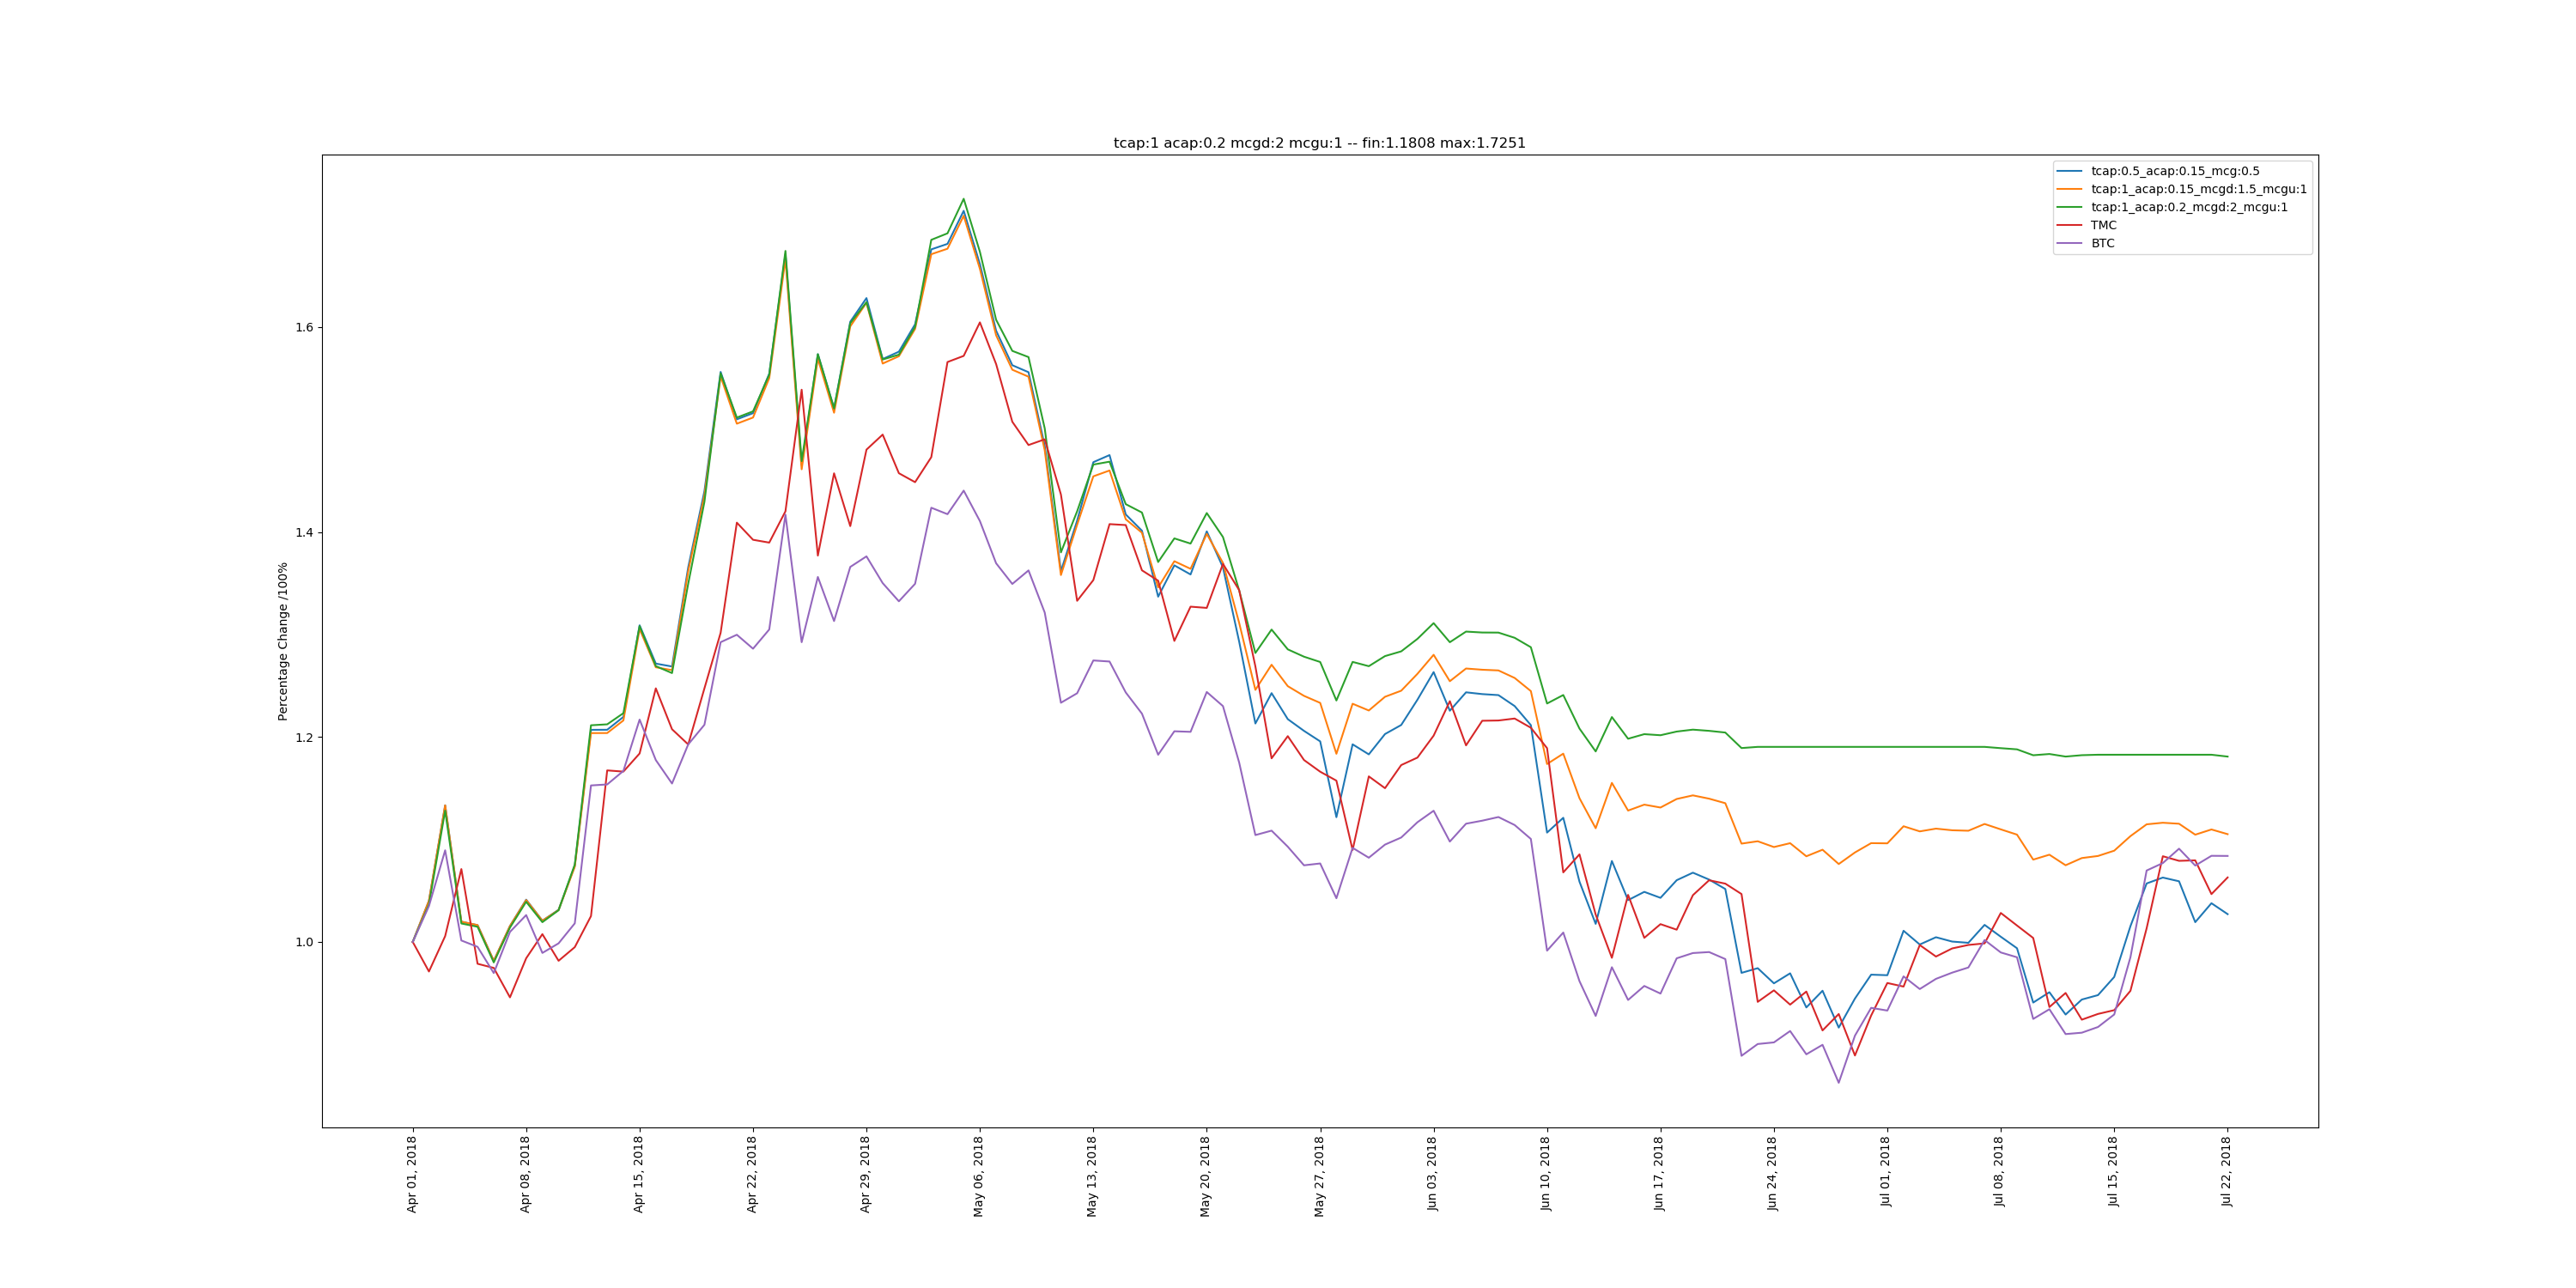 tcap:1 acap:0.2 mcgd:2 mcgu:1 -- fin:1.1808 max:1.7251
tcap:0.5_acap:0.15_mcg:0.5
tcap:1_acap:0.15_mcgd:1.5_mcgu:1
tcap:1_acap:0.2_mcgd:2_mcgu:1
TMC
BTC
Percentage Change /100%
1.6
1.4
1.2
1.0
Apr 01, 2018
Apr 08, 2018
Apr 15, 2018
Apr 22, 2018
Apr 29, 2018
May 06, 2018
May 13, 2018
May 20, 2018
May 27, 2018
Jun 03, 2018
Jun 10, 2018
Jun 17, 2018
Jun 24, 2018
Jul 01, 2018
Jul 08, 2018
Jul 15, 2018
Jul 22, 2018